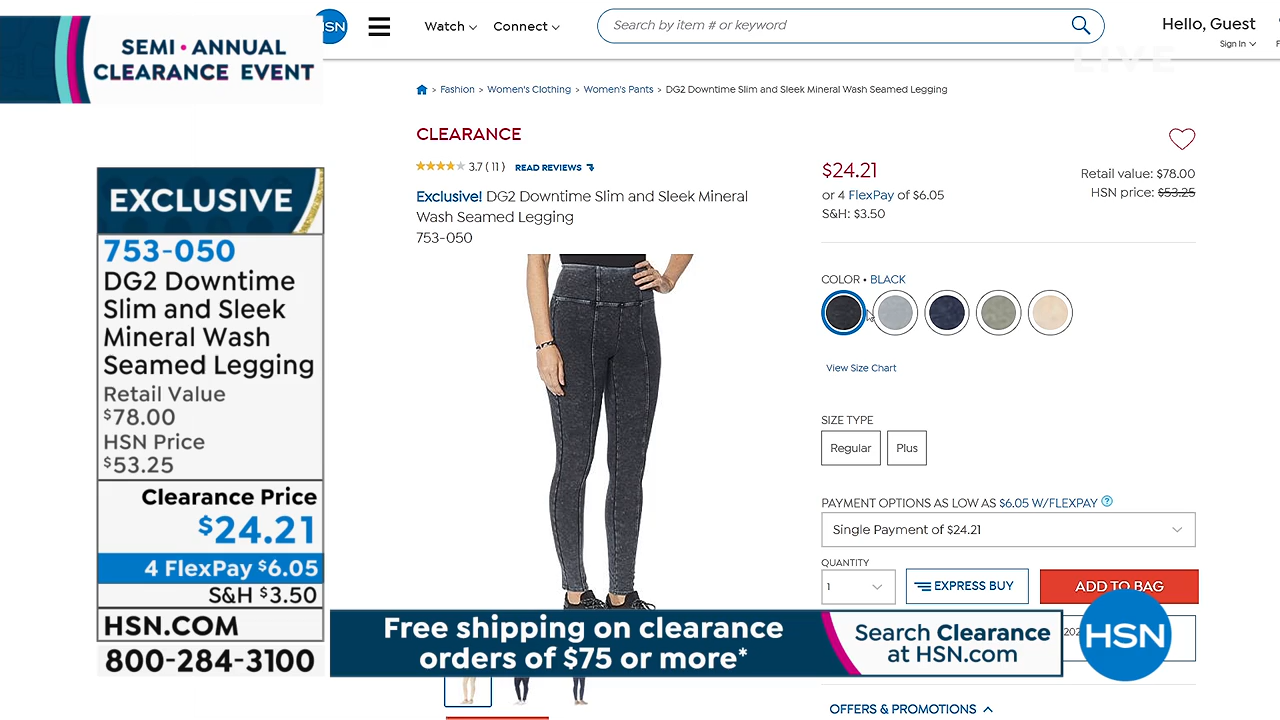 SEMI • ANNUAL
CLEARANCE EVENT
HSN
Watch
Connect
Search by item # or keyword
Hello, Guest
Sign In
LIVE
Fashion > Women's Clothing > Women's Pants > DG2 Downtime Slim and Sleek Mineral Wash Seamed Legging
CLEARANCE
3.7 ( 11 ) READ REVIEWS
Exclusive! DG2 Downtime Slim and Sleek Mineral
Wash Seamed Legging
753-050
$24.21
or 4 FlexPay of $6.05
S&H: $3.50
Retail value: $78.00
HSN price: $53.25
COLOR • BLACK
View Size Chart
SIZE TYPE
Regular
Plus
PAYMENT OPTIONS AS LOW AS $6.05 W/FLEXPAY ?
Single Payment of $24.21
QUANTITY
1
EXPRESS BUY
ADD TO BAG
OFFERS & PROMOTIONS
EXCLUSIVE
753-050
DG2 Downtime
Slim and Sleek
Mineral Wash
Seamed Legging
Retail Value
$78.00
HSN Price
$53.25
Clearance Price
$24.21
4 FlexPay $6.05
S&H $3.50
HSN.COM
800-284-3100
Free shipping on clearance
orders of $75 or more*
Search Clearance
at HSN.com
HSN